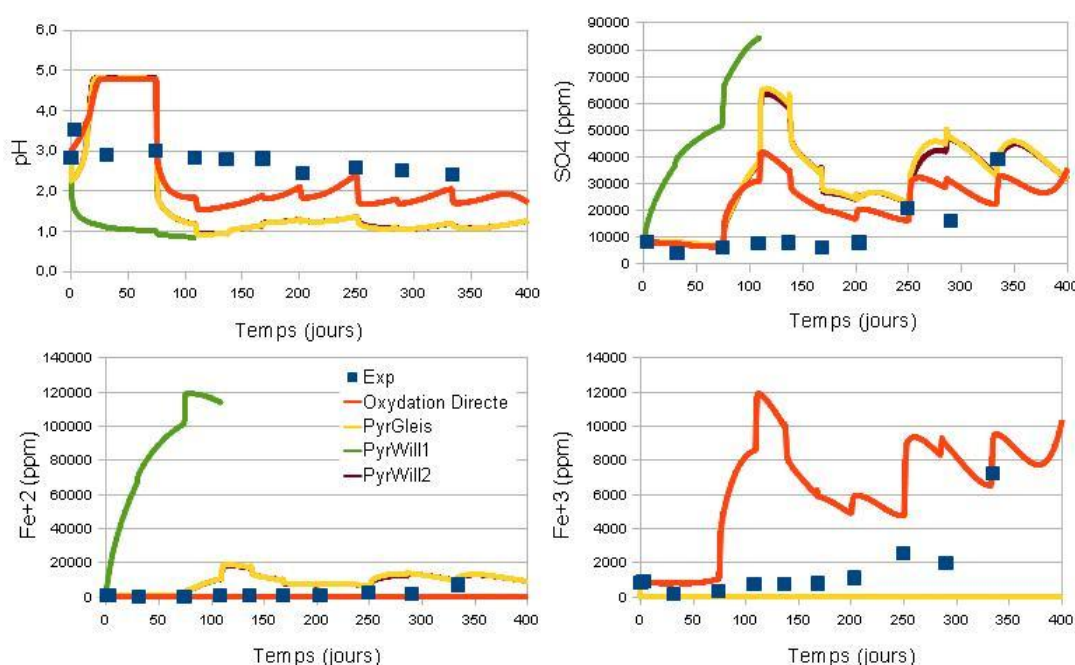 6,0
5,0
4,0
3,0
2,0
1,0
0,0
pH
0 50 100 150 200 250 300 350 400
Temps (jours)
90000
80000
70000
60000
50000
40000
30000
20000
10000
0
SO4 (ppm)
0 50 100 150 200 250 300 350 400
Temps (jours)
140000
120000
100000
80000
60000
40000
20000
0
Fe+2 (ppm)
Exp
Oxydation Directe
PyrGleis
PyrWill1
PyrWill2
0 50 100 150 200 250 300 350 400
Temps (jours)
14000
12000
10000
8000
6000
4000
2000
0
Fe+3 (ppm)
0 50 100 150 200 250 300 350 400
Temps (jours)